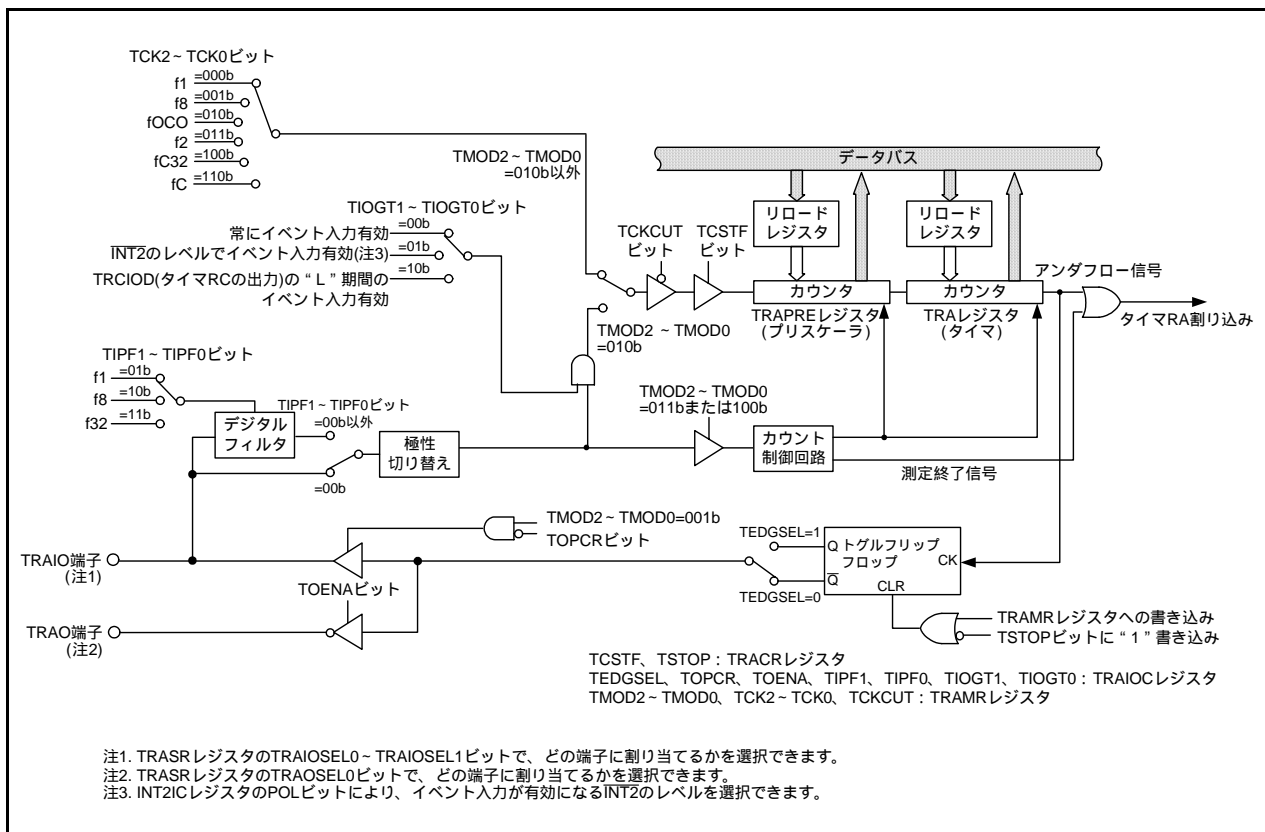 TCK2～TCK0ビット
f1 =000b
f8 =001b
fOCO =010b
f2 =011b
fC32 =100b
fC =110b
TMOD2～TMOD0
=010b以外
データバス
TIOGT1～TIOGT0ビット
常にイベント入力有効 =00b
INT2のレベルでイベント入力有効(注3) =01b
TRCIOD(タイマRCの出力)の“L”期間の =10b
イベント入力有効
TCKCUT
ビット
TCSTF
ビット
リロード
レジスタ
リロード
レジスタ
カウンタ
TRAPREレジスタ
(プリスケーラ)
カウンタ
TRAレジスタ
(タイマ)
アンダフロー信号
タイマRA割り込み
TMOD2～TMOD0
=010b
TIPF1～TIPF0ビット
f1 =01b
f8 =10b
f32 =11b
デジタル
フィルタ
TIPF1～TIPF0ビット
=00b以外
=00b
極性
切り替え
TMOD2～TMOD0
=011bまたは100b
カウント
制御回路
測定終了信号
TMOD2～TMOD0=001b
TOPCRビット
TRAIO端子
(注1)
TOENAビット
TRAO端子
(注2)
TEDGSEL=1
TEDGSEL=0
Q トグルフリップ
フロップ
CK
Q
CLR
TRAMRレジスタへの書き込み
TSTOPビットに“1”書き込み
TCSTF、TSTOP：TRACRレジスタ
TEDGSEL、TOPCR、TOENA、TIPF1、TIPF0、TIOGT1、TIOGT0：TRAIOCレジスタ
TMOD2～TMOD0、TCK2～TCK0、TCKCUT：TRAMRレジスタ
注1. TRASRレジスタのTRAIOSEL0～TRAIOSEL1ビットで、どの端子に割り当てるかを選択できます。
注2. TRASRレジスタのTRAOSEL0ビットで、どの端子に割り当てるかを選択できます。
注3. INT2ICレジスタのPOLビットにより、イベント入力が有効になるINT2のレベルを選択できます。